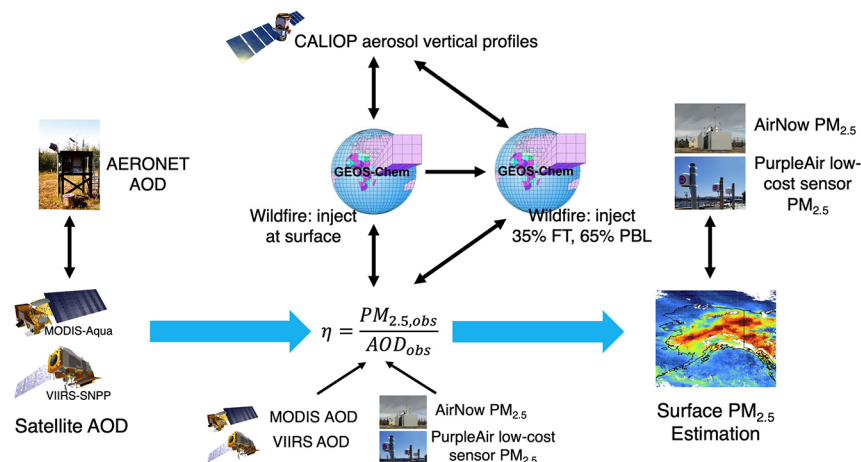 CALIOP aerosol vertical profiles
AERONET
AOD
GEOS-Chem
GEOS-Chem
Wildfire: inject
at surface
Wildfire: inject
35% FT, 65% PBL
AirNow PM2.5
PurpleAir low-
cost sensor
PM2.5
MODIS-Aqua
VIIRS-SNPP
Satellite AOD
η = PM2.5,obs / AODobs
MODIS AOD
VIIRS AOD
AirNow PM2.5
PurpleAir low-cost
sensor PM2.5
Surface PM2.5
Estimation